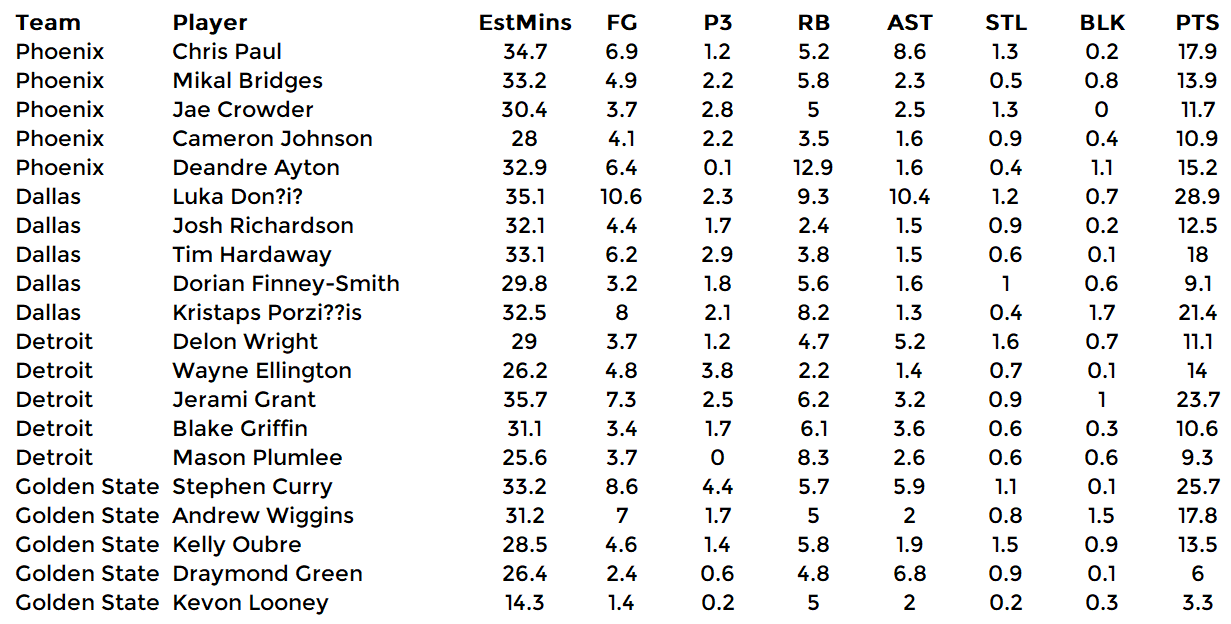 Team Player EstMins FG P3 RB AST STL BLK PTS
Phoenix Chris Paul 34.7 6.9 1.2 5.2 8.6 1.3 0.2 17.9
Phoenix Mikal Bridges 33.2 4.9 2.2 5.8 2.3 0.5 0.8 13.9
Phoenix Jae Crowder 30.4 3.7 2.8 5 2.5 1.3 0 11.7
Phoenix Cameron Johnson 28 4.1 2.2 3.5 1.6 0.9 0.4 10.9
Phoenix Deandre Ayton 32.9 6.4 0.1 12.9 1.6 0.4 1.1 15.2
Dallas Luka Don?i? 35.1 10.6 2.3 9.3 10.4 1.2 0.7 28.9
Dallas Josh Richardson 32.1 4.4 1.7 2.4 1.5 0.9 0.2 12.5
Dallas Tim Hardaway 33.1 6.2 2.9 3.8 1.5 0.6 0.1 18
Dallas Dorian Finney-Smith 29.8 3.2 1.8 5.6 1.6 1 0.6 9.1
Dallas Kristaps Porzi??is 32.5 8 2.1 8.2 1.3 0.4 1.7 21.4
Detroit Delon Wright 29 3.7 1.2 4.7 5.2 1.6 0.7 11.1
Detroit Wayne Ellington 26.2 4.8 3.8 2.2 1.4 0.7 0.1 14
Detroit Jerami Grant 35.7 7.3 2.5 6.2 3.2 0.9 1 23.7
Detroit Blake Griffin 31.1 3.4 1.7 6.1 3.6 0.6 0.3 10.6
Detroit Mason Plumlee 25.6 3.7 0 8.3 2.6 0.6 0.6 9.3
Golden State Stephen Curry 33.2 8.6 4.4 5.7 5.9 1.1 0.1 25.7
Golden State Andrew Wiggins 31.2 7 1.7 5 2 0.8 1.5 17.8
Golden State Kelly Oubre 28.5 4.6 1.4 5.8 1.9 1.5 0.9 13.5
Golden State Draymond Green 26.4 2.4 0.6 4.8 6.8 0.9 0.1 6
Golden State Kevon Looney 14.3 1.4 0.2 5 2 0.2 0.3 3.3